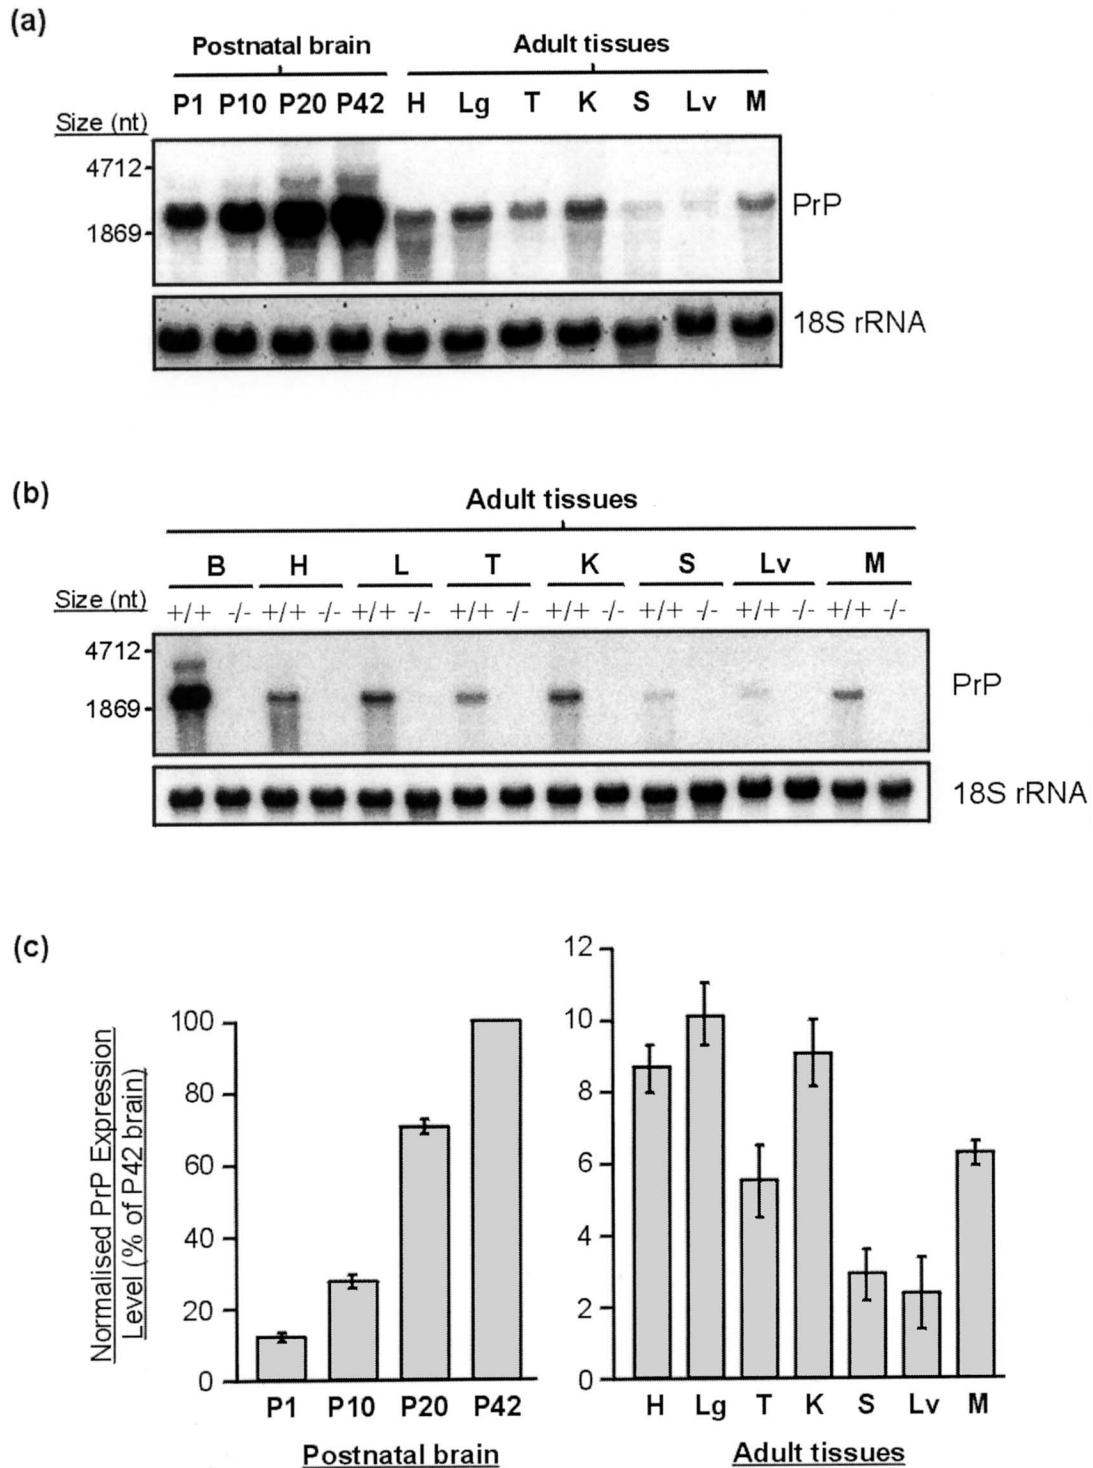 (a)
Postnatal brain Adult tissues
P1 P10 P20 P42 H Lg T K S Lv M
Size (nt)
4712
PrP
1869
18S rRNA
(b)
Adult tissues
B H L T K S Lv M
Size (nt) +/+ -/- +/+ -/- +/+ -/- +/+ -/- +/+ -/- +/+ -/- +/+ -/- +/+ -/-
4712
PrP
1869
18S rRNA
(c)
Normalised PrP Expression
Level (% of P42 brain)
100
80
60
40
20
0
P1 P10 P20 P42
Postnatal brain
12
10
8
6
4
2
0
H Lg T K S Lv M
Adult tissues